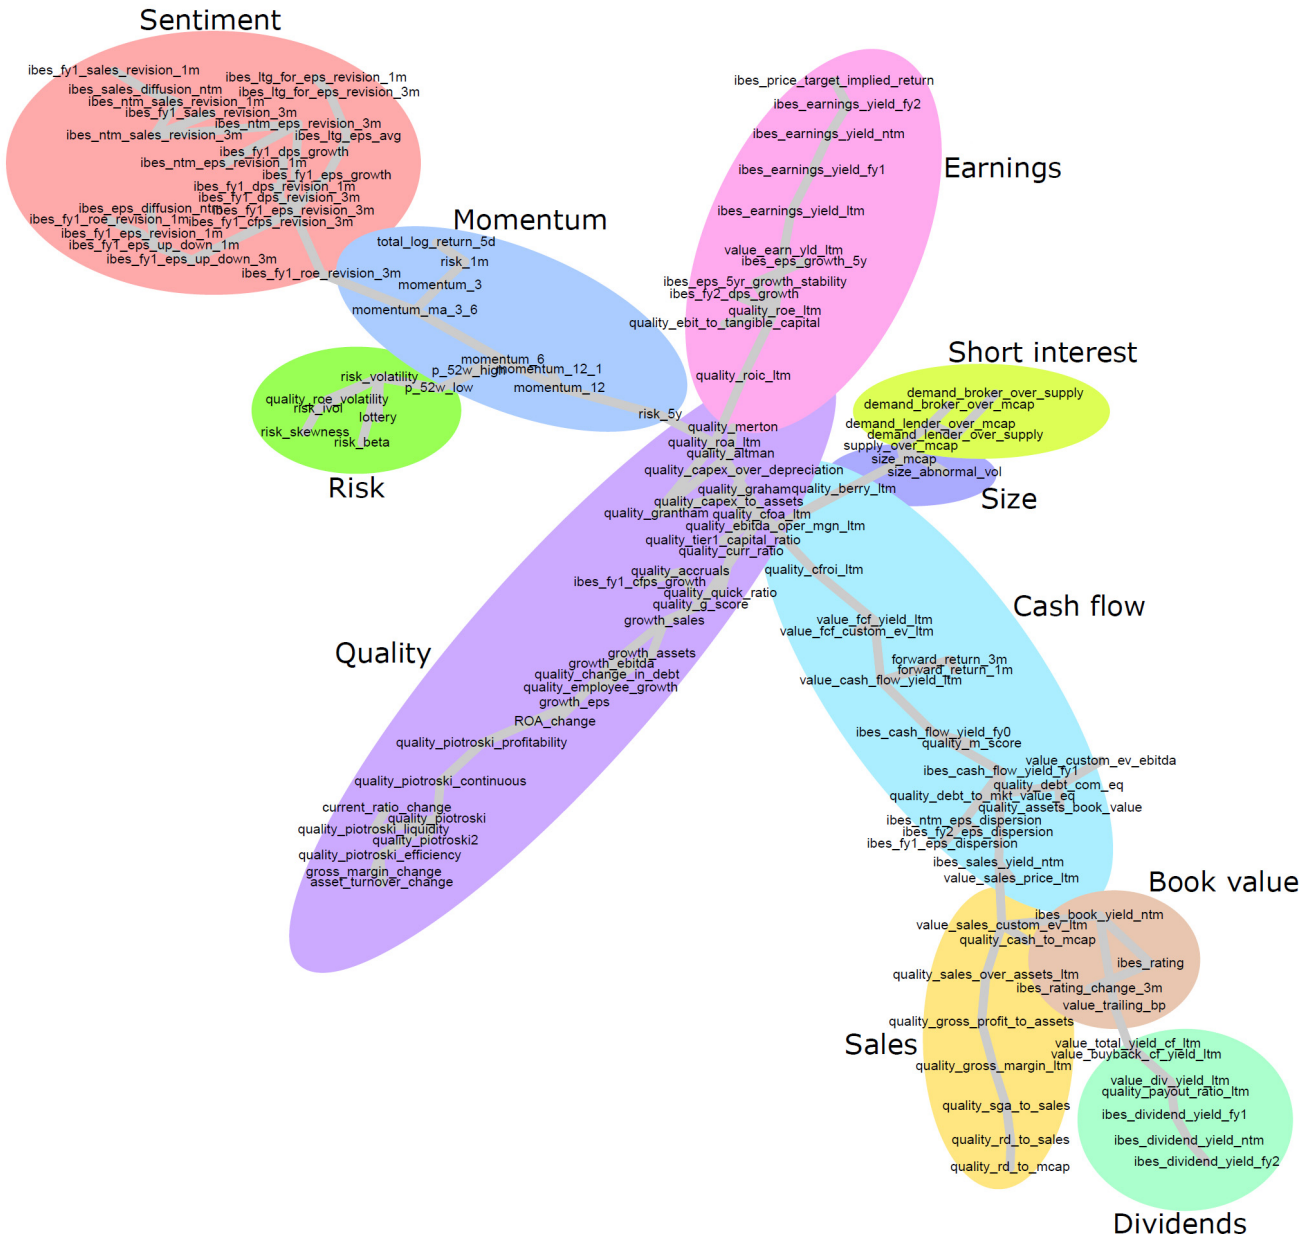 Sentiment
ibes_fy1_sales_revision_1m
ibes_ltg_for_eps_revision_1m
ibes_sales_diffusion_ntm
ibes_ltg_for_eps_revision_3m
ibes_ntm_sales_revision_1m
ibes_fy1_sales_revision_3m
ibes_ntm_eps_revision_3m
ibes_ntm_sales_revision_3m
ibes_ltg_eps_avg
ibes_fy1_dps_growth
ibes_ntm_eps_revision_1m
ibes_fy1_eps_growth
ibes_fy1_dps_revision_1m
ibes_fy1_dps_revision_3m
ibes_eps_diffusion_ntm
ibes_fy1_eps_revision_3m
ibes_fy1_roe_revision_1m
ibes_fy1_cfps_revision_3m
ibes_fy1_eps_revision_1m
ibes_fy1_eps_up_down_1m
ibes_fy1_eps_up_down_3m
ibes_fy1_roe_revision_3m
Momentum
total_log_return_5d
risk_1m
momentum_3
momentum_ma_3_6
momentum_6
p_52w_high
momentum_12_1
p_52w_low
momentum_12
risk_5y
risk_volatility
quality_roe_volatility
risk_ivol
lottery
risk_skewness
risk_beta
Risk
ibes_price_target_implied_return
ibes_earnings_yield_fy2
ibes_earnings_yield_ntm
Earnings
ibes_earnings_yield_fy1
ibes_earnings_yield_ltm
value_earn_yld_ltm
ibes_eps_growth_5y
ibes_eps_5yr_growth_stability
ibes_fy2_dps_growth
quality_roe_ltm
quality_ebit_to_tangible_capital
quality_roic_ltm
Short interest
demand_broker_over_supply
demand_broker_over_mcap
demand_lender_over_mcap
demand_lender_over_supply
supply_over_mcap
size_mcap
size_abnormal_vol
Size
quality_merton
quality_roa_ltm
quality_altman
quality_capex_over_depreciation
quality_graham
quality_berry_ltm
quality_capex_to_assets
quality_grantham
quality_cfoa_ltm
quality_ebitda_oper_mgn_ltm
quality_tier1_capital_ratio
quality_curr_ratio
quality_accruals
quality_cfroi_ltm
ibes_fy1_cfps_growth
quality_quick_ratio
quality_g_score
growth_sales
Quality
growth_assets
growth_ebitda
quality_change_in_debt
quality_employee_growth
growth_eps
ROA_change
quality_piotroski_profitability
quality_piotroski_continuous
current_ratio_change
quality_piotroski
quality_piotroski_liquidity
quality_piotroski2
quality_piotroski_efficiency
gross_margin_change
asset_turnover_change
Cash flow
value_fcf_yield_ltm
value_fcf_custom_ev_ltm
forward_return_3m
forward_return_1m
value_cash_flow_yield_ltm
ibes_cash_flow_yield_fy0
quality_m_score
value_custom_ev_ebitda
ibes_cash_flow_yield_fy1
quality_debt_com_eq
quality_debt_to_mkt_value_eq
quality_assets_book_value
ibes_ntm_eps_dispersion
ibes_fy2_eps_dispersion
ibes_fy1_eps_dispersion
ibes_sales_yield_ntm
value_sales_price_ltm
Book value
ibes_book_yield_ntm
value_sales_custom_ev_ltm
quality_cash_to_mcap
ibes_rating
quality_sales_over_assets_ltm
ibes_rating_change_3m
value_trailing_bp
quality_gross_profit_to_assets
Sales
value_total_yield_cf_ltm
value_buyback_cf_yield_ltm
quality_gross_margin_ltm
value_div_yield_ltm
quality_payout_ratio_ltm
quality_sga_to_sales
ibes_dividend_yield_fy1
quality_rd_to_sales
ibes_dividend_yield_ntm
ibes_dividend_yield_fy2
quality_rd_to_mcap
Dividends